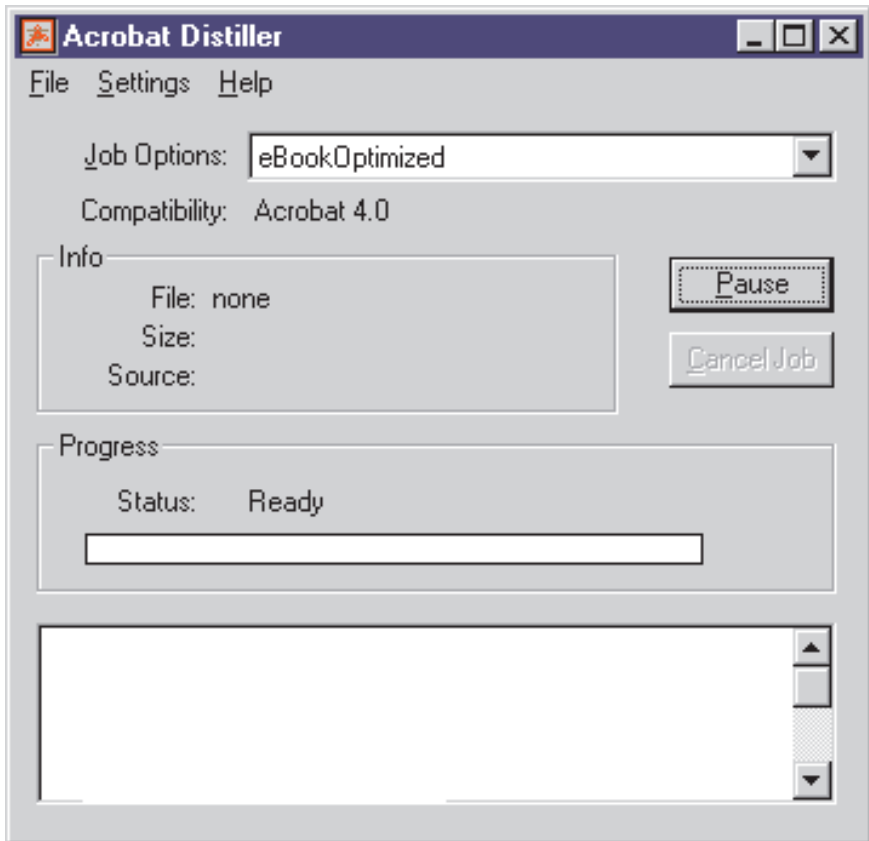 Acrobat Distiller
File Settings Help
Job Options: eBookOptimized
Compatibility: Acrobat 4.0
Info
File: none
Size:
Source:
Pause
Cancel Job
Progress
Status: Ready